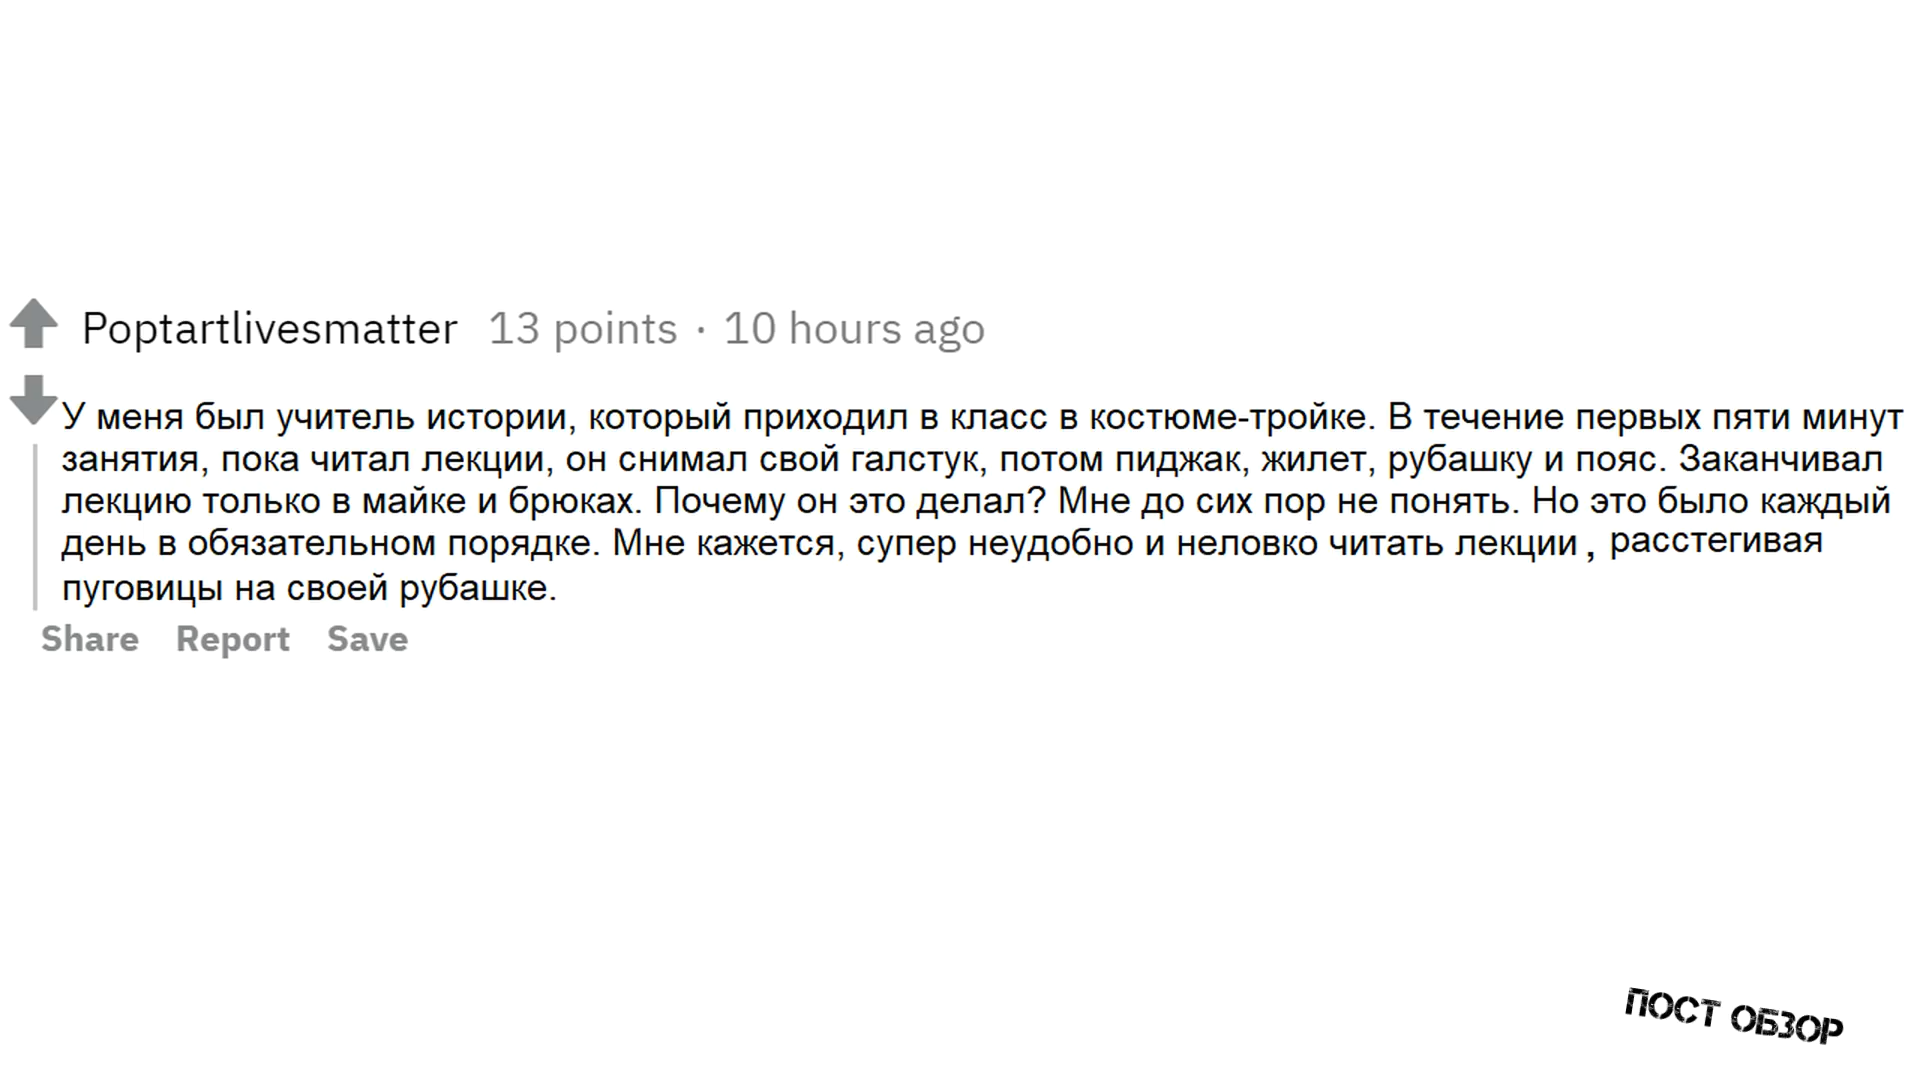 Poptartlivesmatter 13 points · 10 hours ago
У меня был учитель истории, который приходил в класс в костюме-тройке. В течение первых пяти минут
занятия, пока читал лекции, он снимал свой галстук, потом пиджак, жилет, рубашку и пояс. Заканчивал
лекцию только в майке и брюках. Почему он это делал? Мне до сих пор не понять. Но это было каждый
день в обязательном порядке. Мне кажется, супер неудобно и неловко читать лекции , расстегивая
пуговицы на своей рубашке.
Share Report Save
ПОСТ ОБЗОР